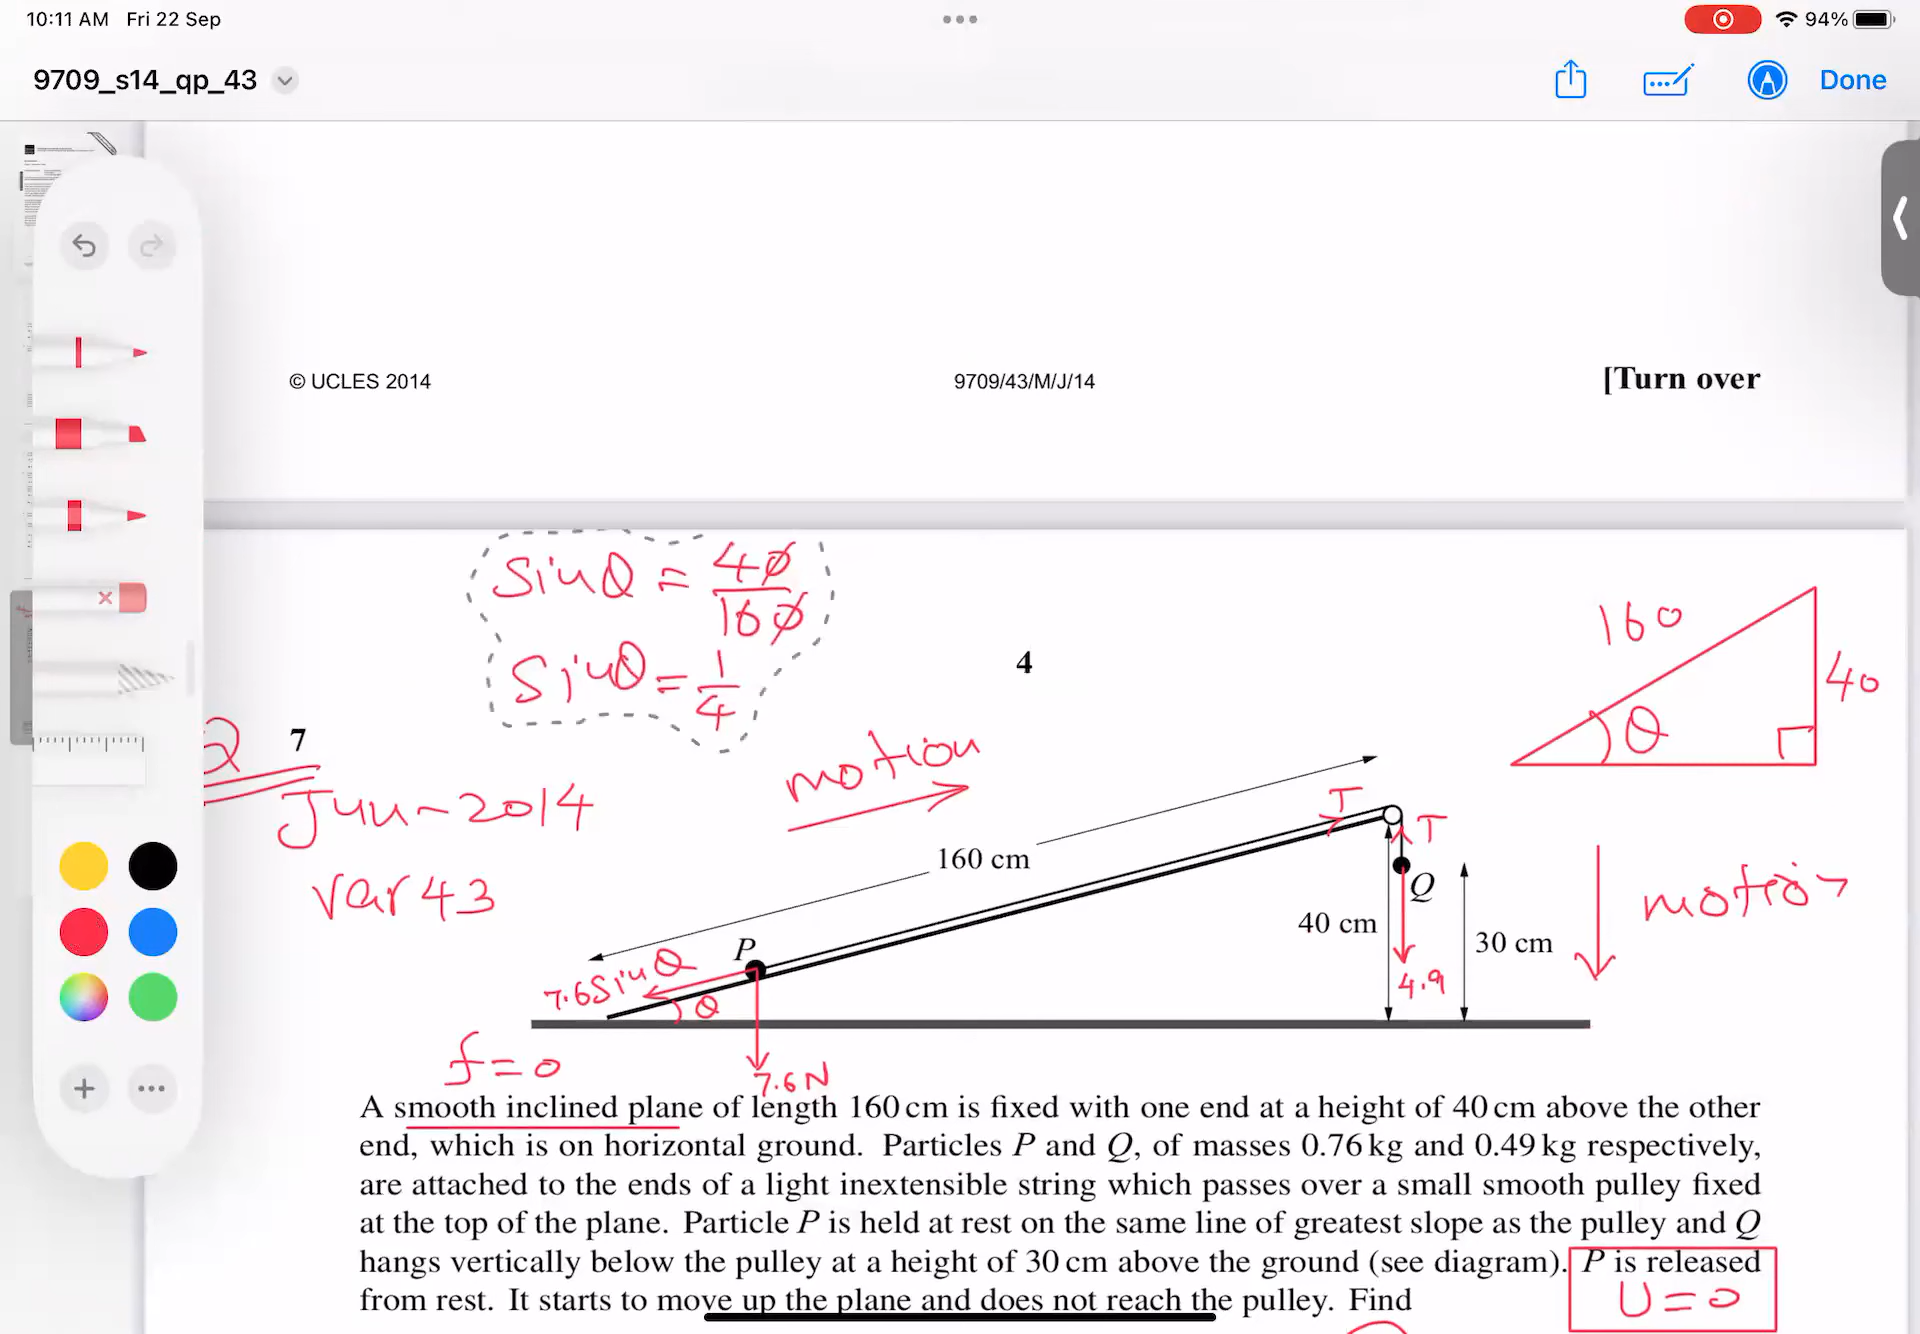 10:11 AM Fri 22 Sep
94%
9709_s14_qp_43
Done
© UCLES 2014
9709/43/M/J/14
[Turn over
Sinθ = 40/160
Sinθ = 1/4
4
160
40
θ
Q
7
Jun-2014
Var 43
motion
T
T
160 cm
Q
40 cm
30 cm
motion
P
7.6Sinθ
θ
4.9
f=0
7.6N
A smooth inclined plane of length 160 cm is fixed with one end at a height of 40 cm above the other
end, which is on horizontal ground. Particles P and Q, of masses 0.76 kg and 0.49 kg respectively,
are attached to the ends of a light inextensible string which passes over a small smooth pulley fixed
at the top of the plane. Particle P is held at rest on the same line of greatest slope as the pulley and Q
hangs vertically below the pulley at a height of 30 cm above the ground (see diagram). P is released
from rest. It starts to move up the plane and does not reach the pulley. Find
U=0